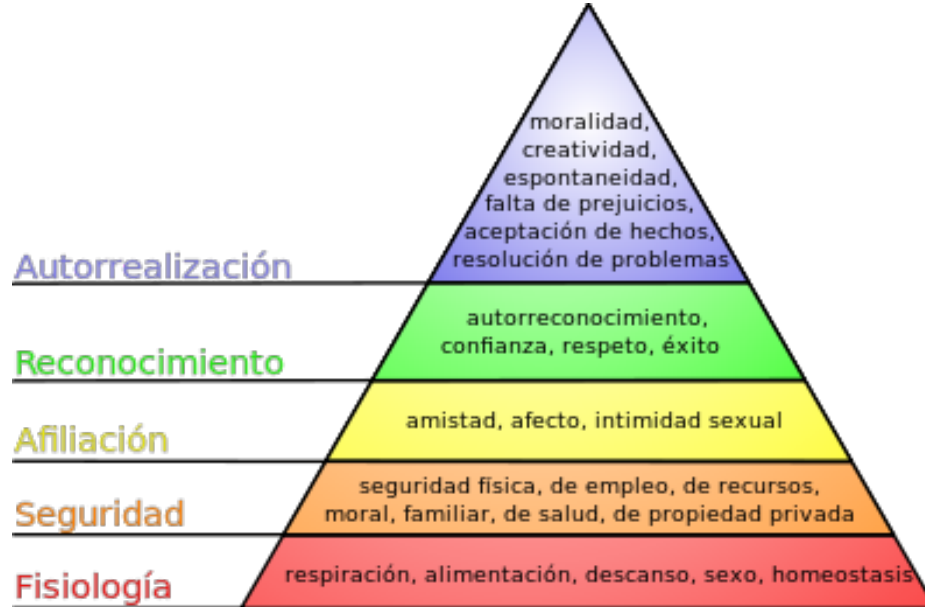 moralidad,
creatividad,
espontaneidad,
falta de prejuicios,
aceptación de hechos,
resolución de problemas
Autorrealización
autorreconocimiento,
confianza, respeto, éxito
Reconocimiento
amistad, afecto, intimidad sexual
Afiliación
seguridad física, de empleo, de recursos,
moral, familiar, de salud, de propiedad privada
Seguridad
respiración, alimentación, descanso, sexo, homeostasis
Fisiología